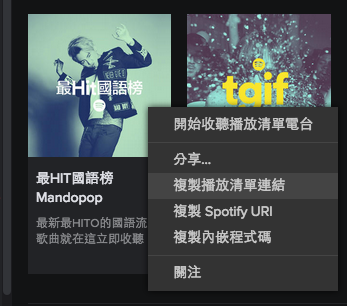 最Hit國語榜
tgif
最HIT國語榜
Mandopop
最新最HITO的國語流
歌曲就在這立即收聽
開始收聽播放清單電台
分享...
複製播放清單連結
複製 Spotify URI
複製內嵌程式碼
關注